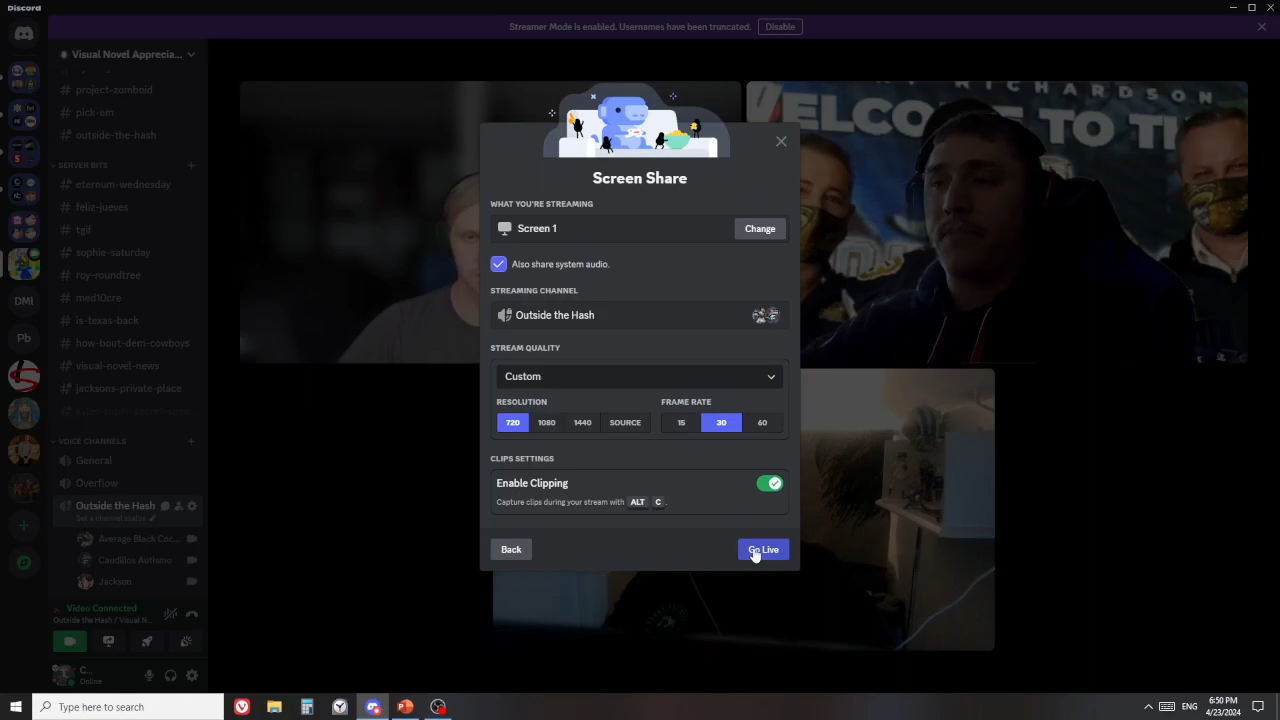 Discord
Streamer Mode is enabled. Usernames have been truncated.
Disable
Visual Novel Apprecia...
project-zomboid
pick-em
outside-the-hash
SERVER BITS
eternum-wednesday
feliz-jueves
tgif
sophie-saturday
roy-roundtree
med10cre
is-texas-back
how-bout-dem-cowboys
visual-novel-news
jacksons-private-place
VOICE CHANNELS
General
Overflow
Outside the Hash
Set a channel status
Average Black Coc...
Caudillos Autismo
Jackson
Video Connected
Outside the Hash / Visual N...
C...
Online
DMl
Pb
RICHARDSON
ELCOME TO TH
Screen Share
WHAT YOU'RE STREAMING
Screen 1
Change
Also share system audio.
STREAMING CHANNEL
Outside the Hash
STREAM QUALITY
Custom
RESOLUTION
FRAME RATE
720 1080 1440 SOURCE
15 30 60
CLIPS SETTINGS
Enable Clipping
Capture clips during your stream with ALT C .
Back
Go Live
Type here to search
ENG
6:50 PM
4/23/2024